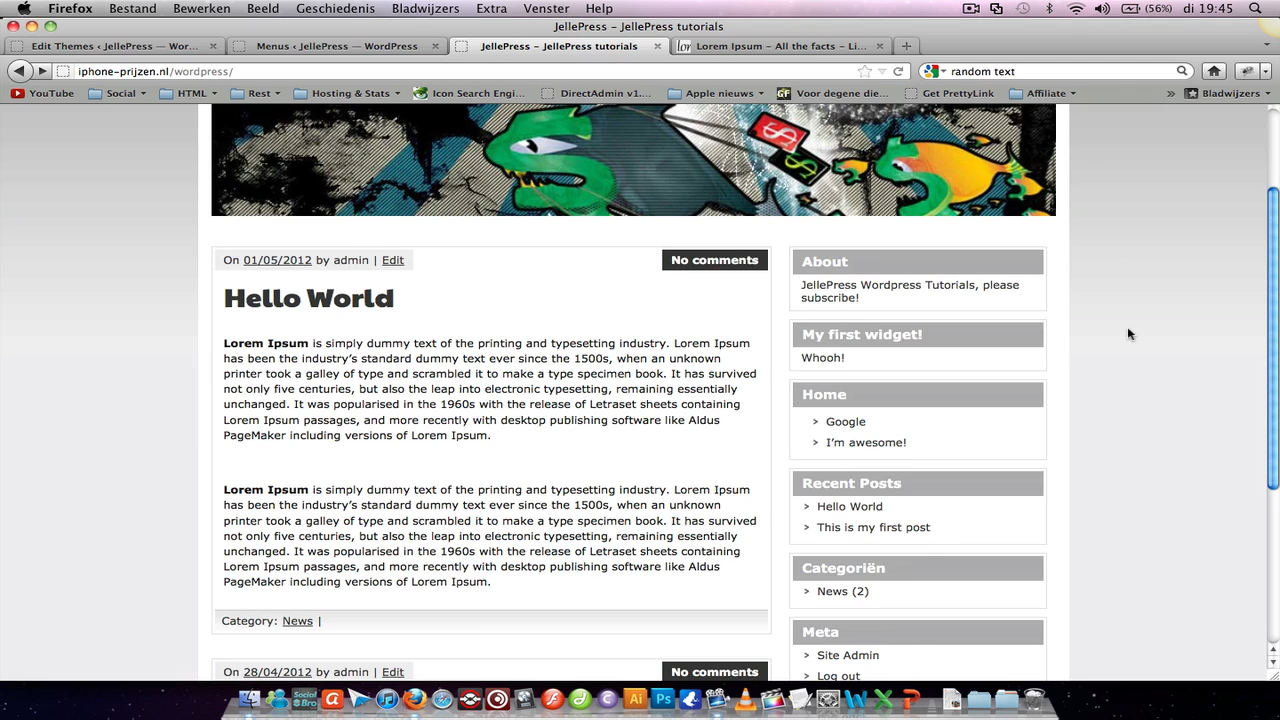 Firefox Bestand Bewerken Beeld Geschiedenis Bladwijzers Extra Venster Help (56%) di 19:45
JellePress – JellePress tutorials
Edit Themes ‹ JellePress — Wor... Menus ‹ JellePress — WordPress JellePress – JellePress tutorials Lorem Ipsum – All the facts – Li...
iphone-prijzen.nl/wordpress/ random text
YouTube Social HTML Rest Hosting & Stats Icon Search Engi... DirectAdmin v1.... Apple nieuws Voor degene die... Get PrettyLink Affiliate » Bladwijzers
On 01/05/2012 by admin | Edit
No comments
Hello World
Lorem Ipsum is simply dummy text of the printing and typesetting industry. Lorem Ipsum
has been the industry’s standard dummy text ever since the 1500s, when an unknown
printer took a galley of type and scrambled it to make a type specimen book. It has survived
not only five centuries, but also the leap into electronic typesetting, remaining essentially
unchanged. It was popularised in the 1960s with the release of Letraset sheets containing
Lorem Ipsum passages, and more recently with desktop publishing software like Aldus
PageMaker including versions of Lorem Ipsum.
Lorem Ipsum is simply dummy text of the printing and typesetting industry. Lorem Ipsum
has been the industry’s standard dummy text ever since the 1500s, when an unknown
printer took a galley of type and scrambled it to make a type specimen book. It has survived
not only five centuries, but also the leap into electronic typesetting, remaining essentially
unchanged. It was popularised in the 1960s with the release of Letraset sheets containing
Lorem Ipsum passages, and more recently with desktop publishing software like Aldus
PageMaker including versions of Lorem Ipsum.
Category: News |
On 28/04/2012 by admin | Edit
No comments
About
JellePress Wordpress Tutorials, please
subscribe!
My first widget!
Whooh!
Home
> Google
> I’m awesome!
Recent Posts
> Hello World
> This is my first post
Categoriën
> News (2)
Meta
> Site Admin
> Log out
Social
Bro
Ai Ps